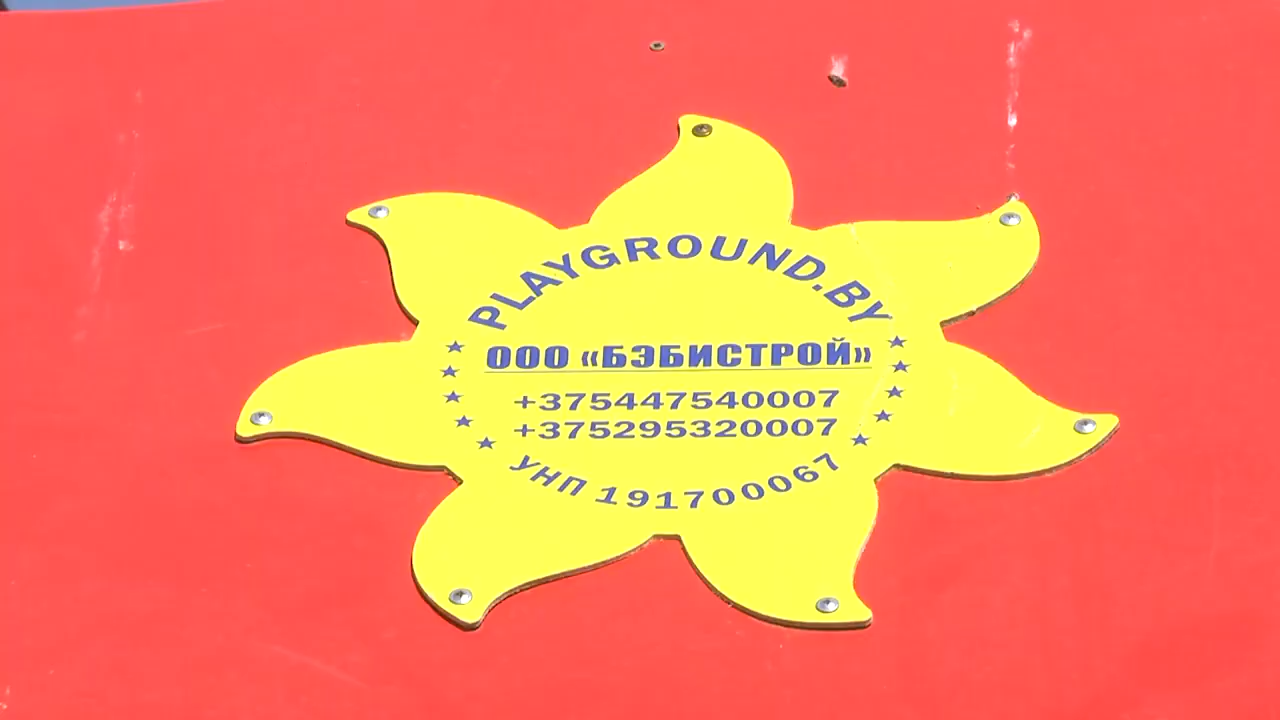 PLAYGROUND.BY
ООО «БЭБИСТРОЙ»
+375447540007
+375295320007
УНП 191700067